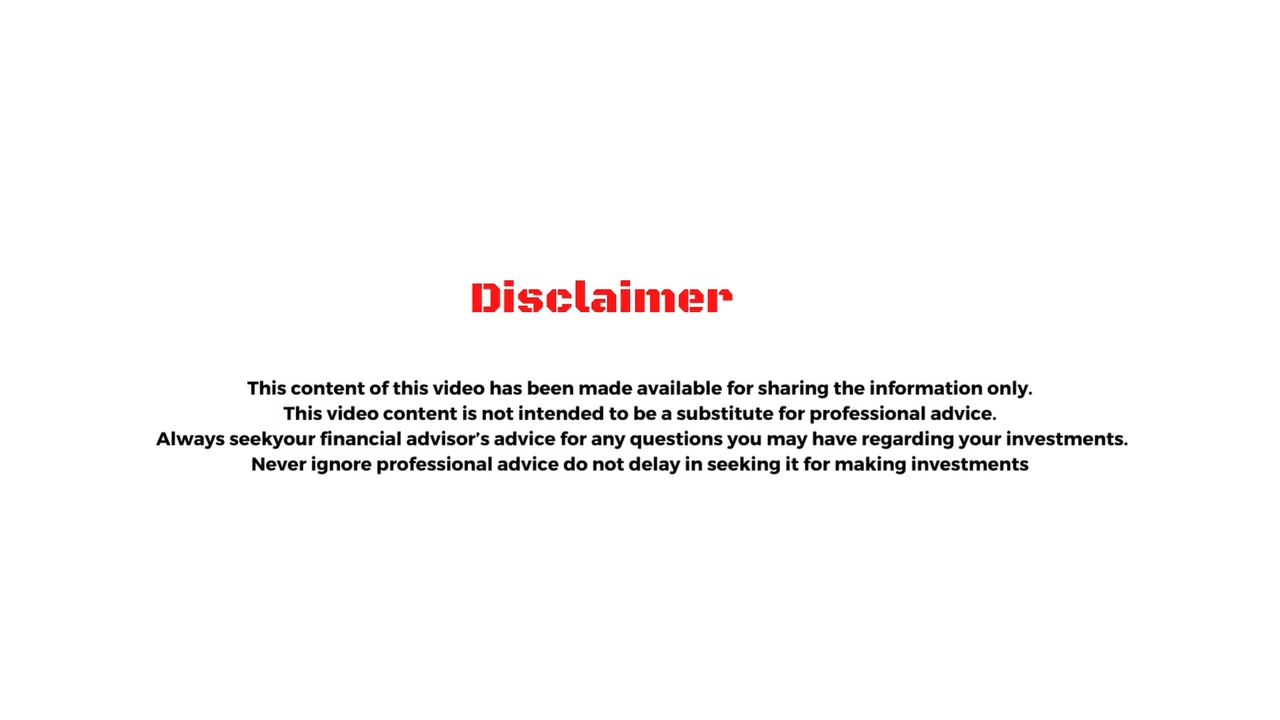 Disclaimer
This content of this video has been made available for sharing the information only.
This video content is not intended to be a substitute for professional advice.
Always seekyour financial advisor’s advice for any questions you may have regarding your investments.
Never ignore professional advice do not delay in seeking it for making investments